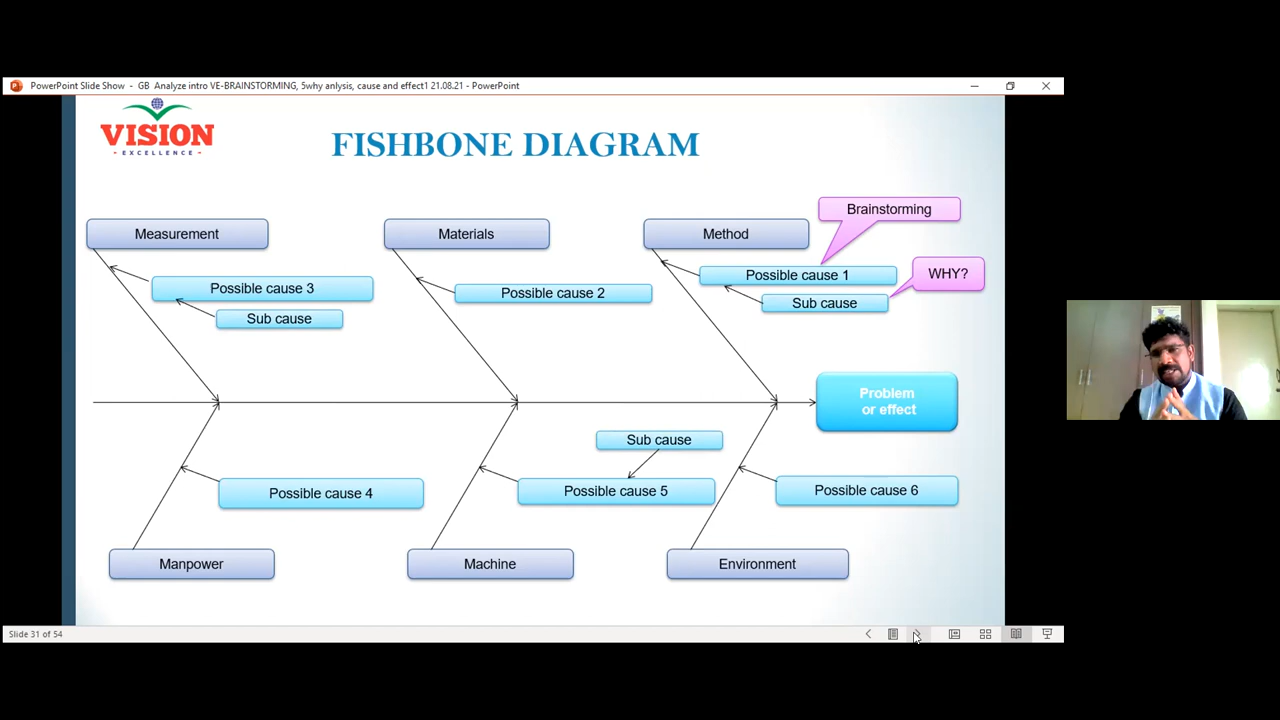 PowerPoint Slide Show - GB Analyze intro VE-BRAINSTORMING, 5why anlysis, cause and effect1 21.08.21 - PowerPoint
VISION
- EXCELLENCE -
FISHBONE DIAGRAM
Brainstorming
Measurement
Materials
Method
WHY?
Possible cause 1
Possible cause 3
Possible cause 2
Sub cause
Sub cause
Problem
or effect
Sub cause
Possible cause 4
Possible cause 5
Possible cause 6
Manpower
Machine
Environment
Slide 31 of 54